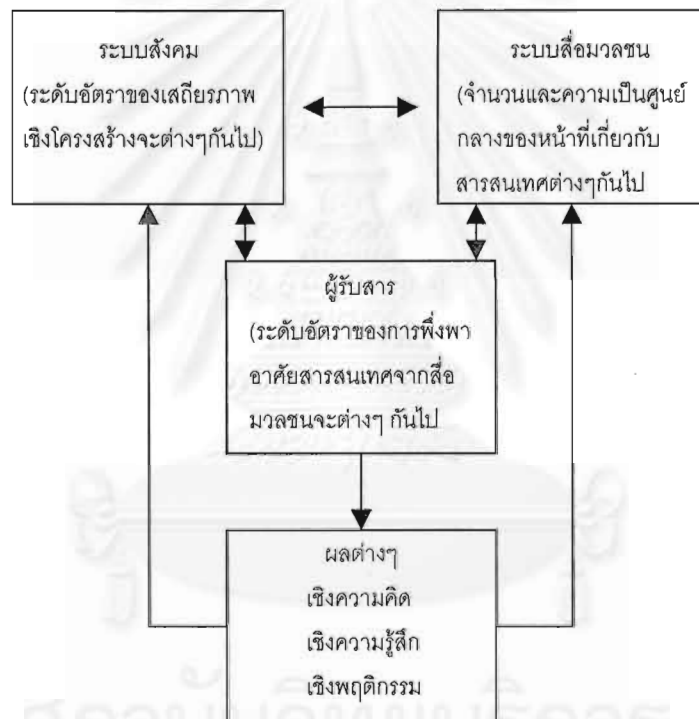 ระบบสังคม
(ระดับอัตราของเสถียรภาพ
เชิงโครงสร้างจะต่างๆกันไป)
ระบบสื่อมวลชน
(จำนวนและความเป็นศูนย์
กลางของหน้าที่เกี่ยวกับ
สารสนเทศต่างๆกันไป
ผู้รับสาร
(ระดับอัตราของการพึ่งพา
อาศัยสารสนเทศจากสื่อ
มวลชนจะต่างๆ กันไป
ผลต่างๆ
เชิงความคิด
เชิงความรู้สึก
เชิงพฤติกรรม